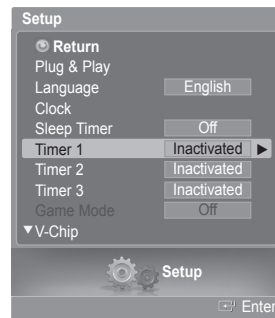 Setup
Return
Plug & Play
Language English
Clock
Sleep Timer Off
Timer 1 Inactivated ►
Timer 2 Inactivated
Timer 3 Inactivated
Game Mode Off
▼V-Chip
Setup
Enter